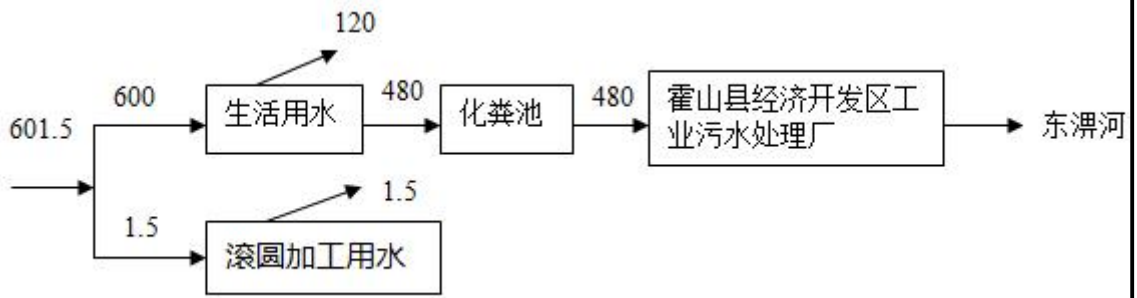 120
600
生活用水
480
化粪池
480
霍山县经济开发区工
业污水处理厂
东淠河
601.5
1.5
1.5
滚圆加工用水